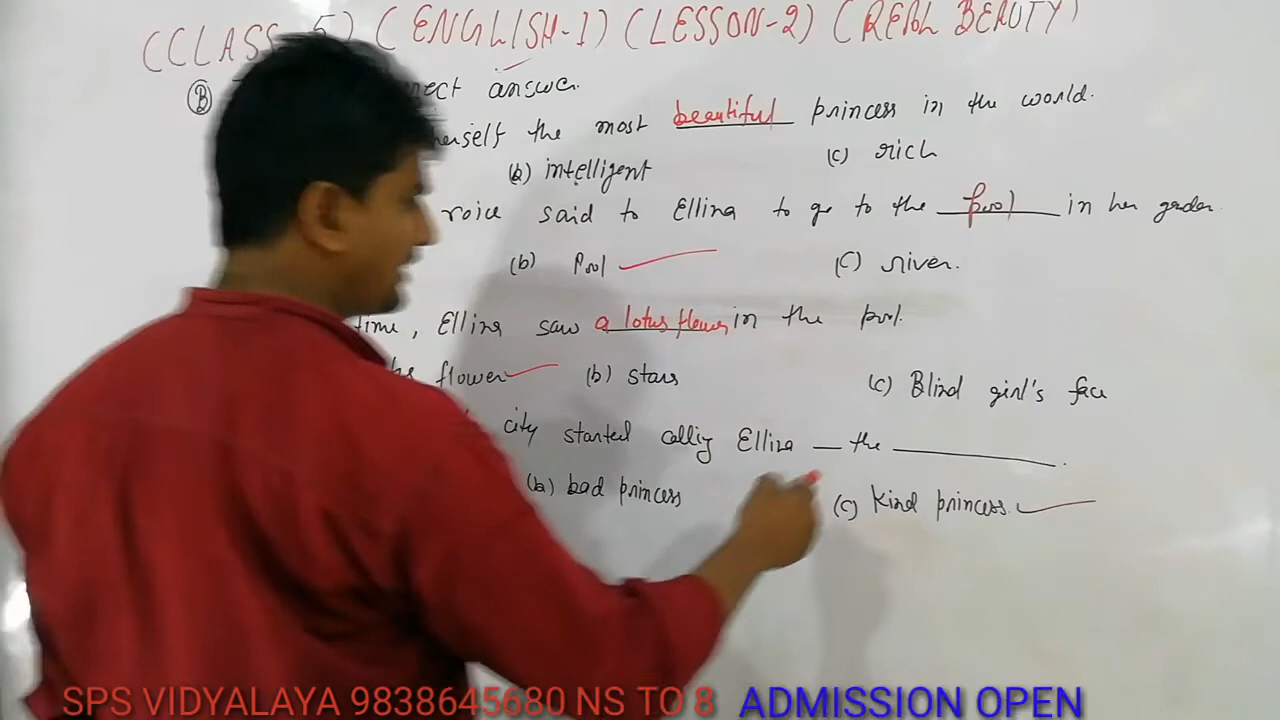 (CLASS-5) (ENGLISH-1) (LESSON-2) (REAL BEAUTY)
(B) answer.
herself the most beautiful princess in the world.
(b) intelligent (c) rich
voice said to Ellina to go to the pool in her garden
(b) Pool (c) river.
time, Ellina saw a lotus flower in the pool.
flower (b) stars (c) Blind girl's face
city started calling Ellina the
(b) bad princess (c) Kind princess.
SPS VIDYALAYA 9838645680 NS TO 8 ADMISSION OPEN